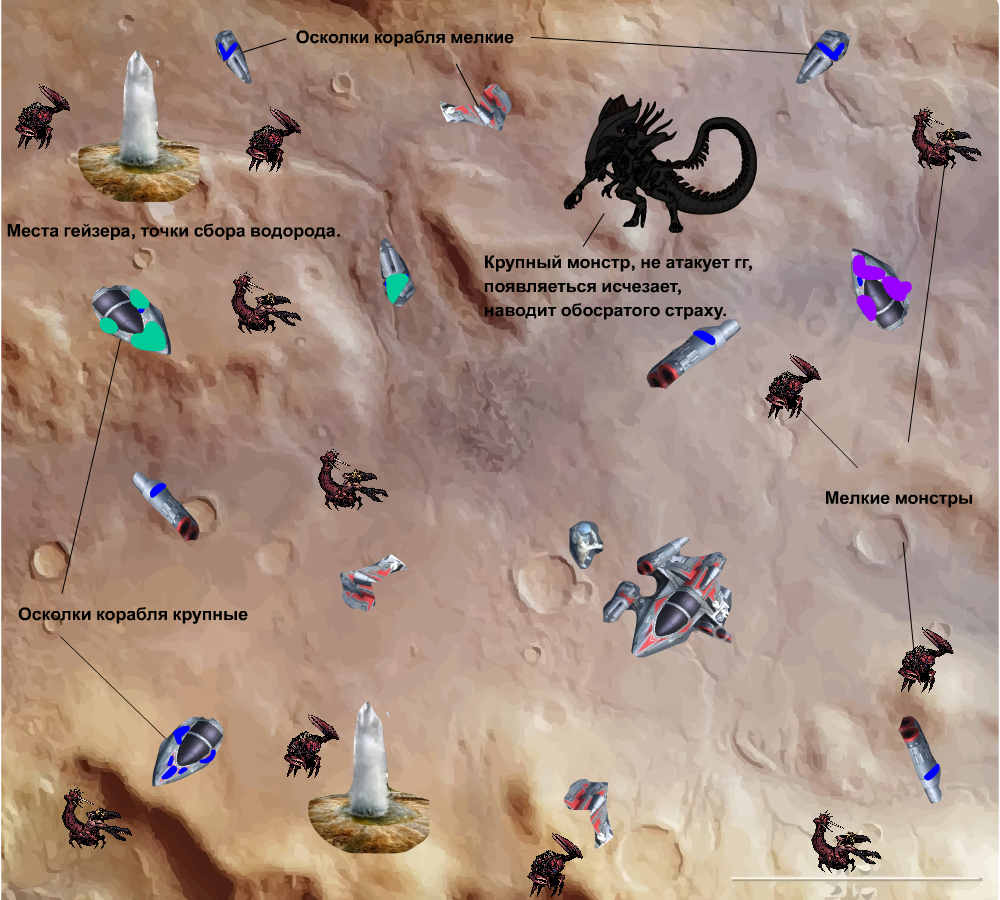 Осколки корабля мелкие
Места гейзера, точки сбора водорода.
Крупный монстр, не атакует гг,
появляеться исчезает,
наводит обосратого страху.
Мелкие монстры
Осколки корабля крупные